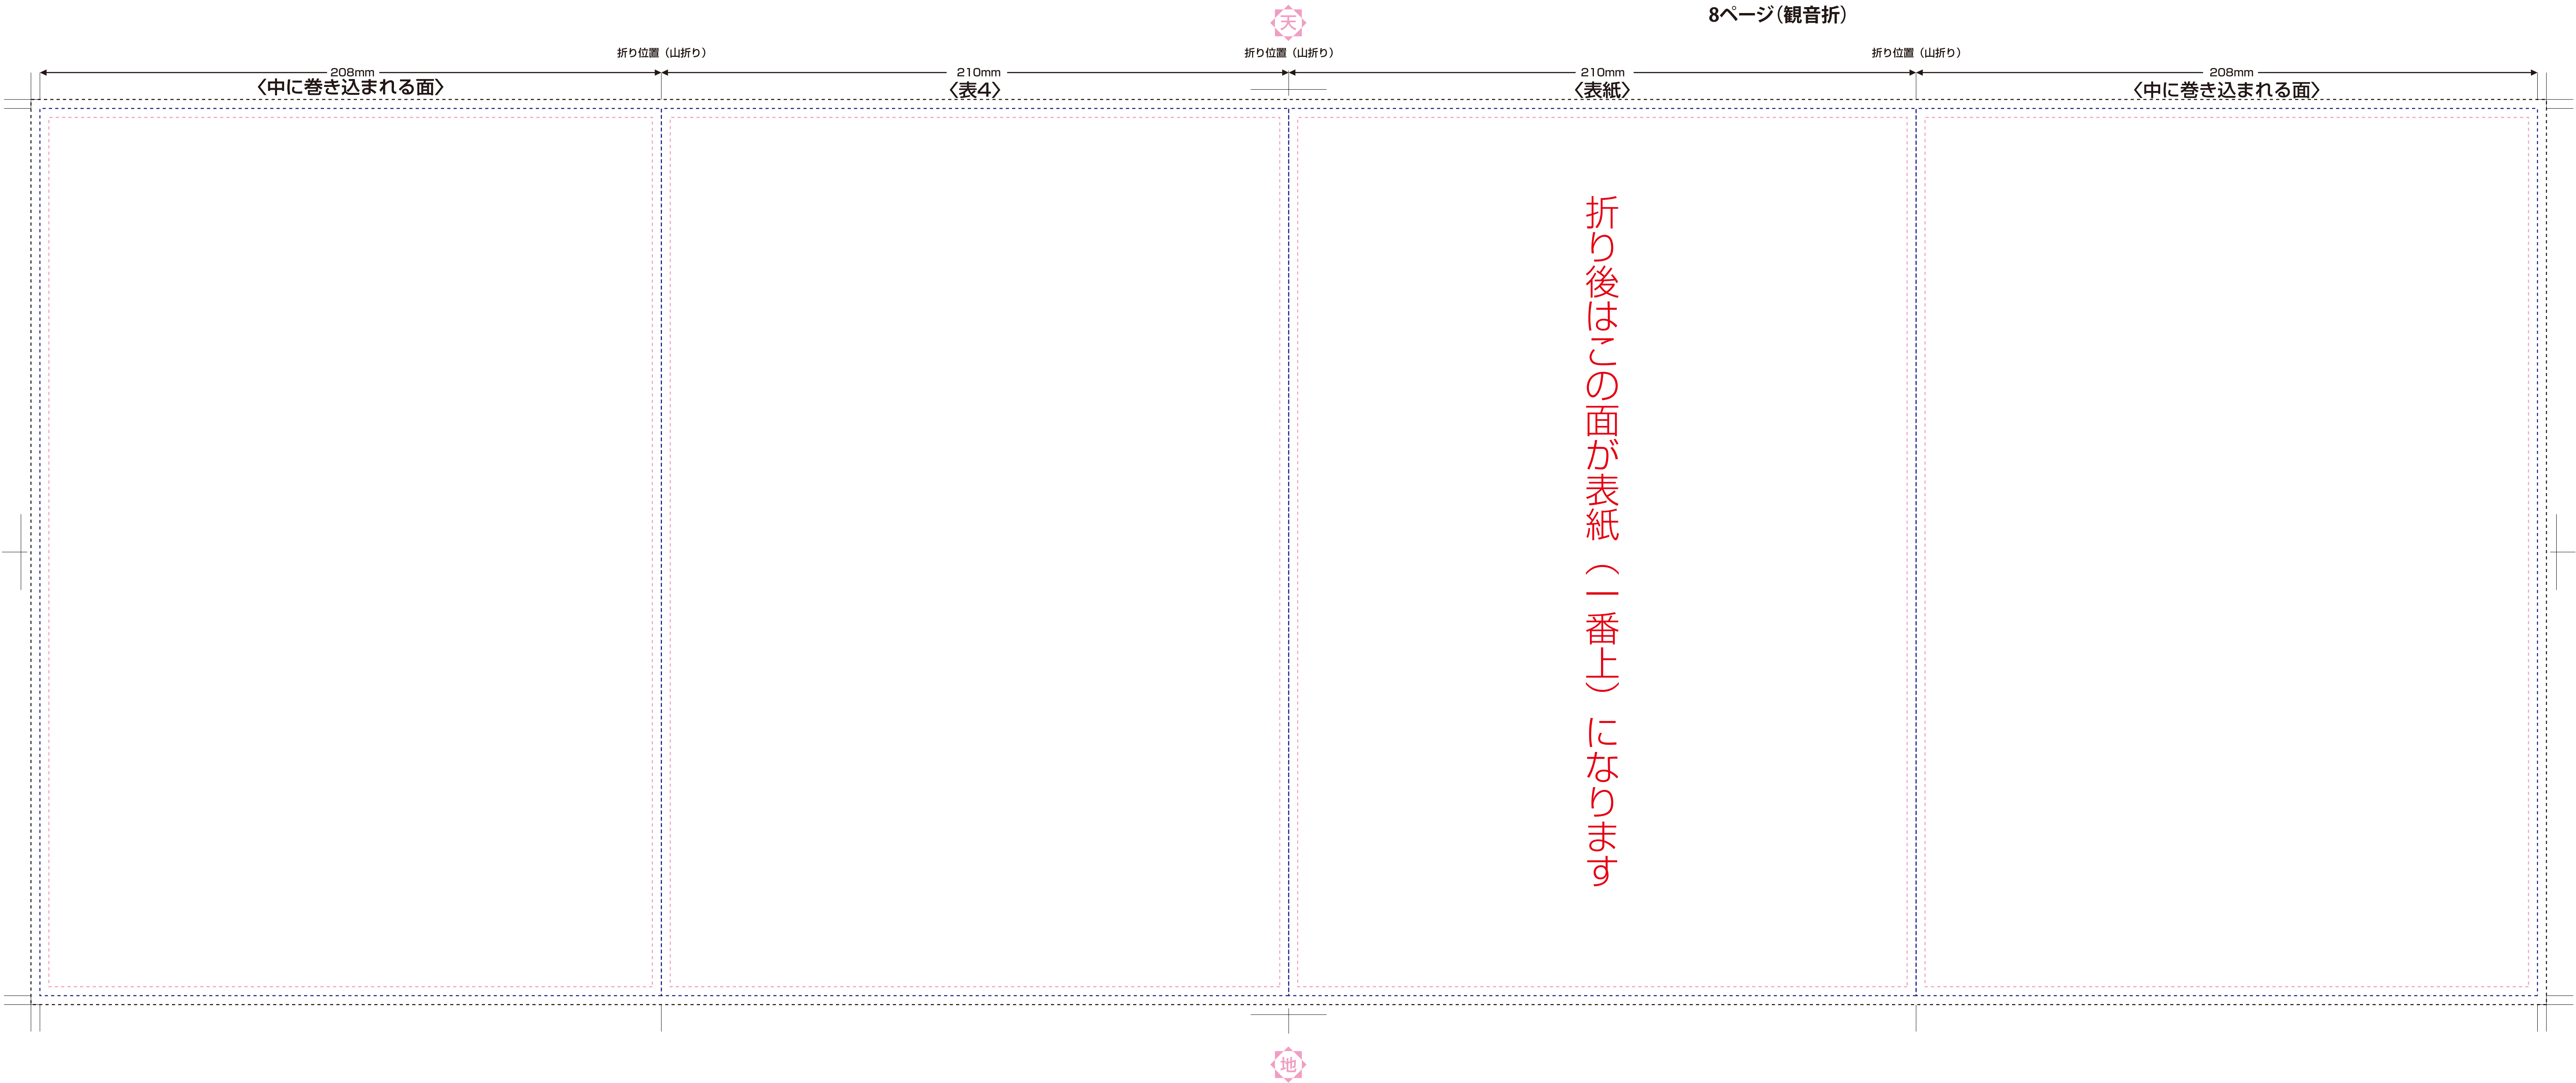 天
8ページ（観音折）
折り位置（山折り）
折り位置（山折り）
折り位置（山折り）
208mm
210mm
210mm
208mm
〈中に巻き込まれる面〉
〈表4〉
〈表紙〉
〈中に巻き込まれる面〉
折り後はこの面が表紙（一番上）になります
地